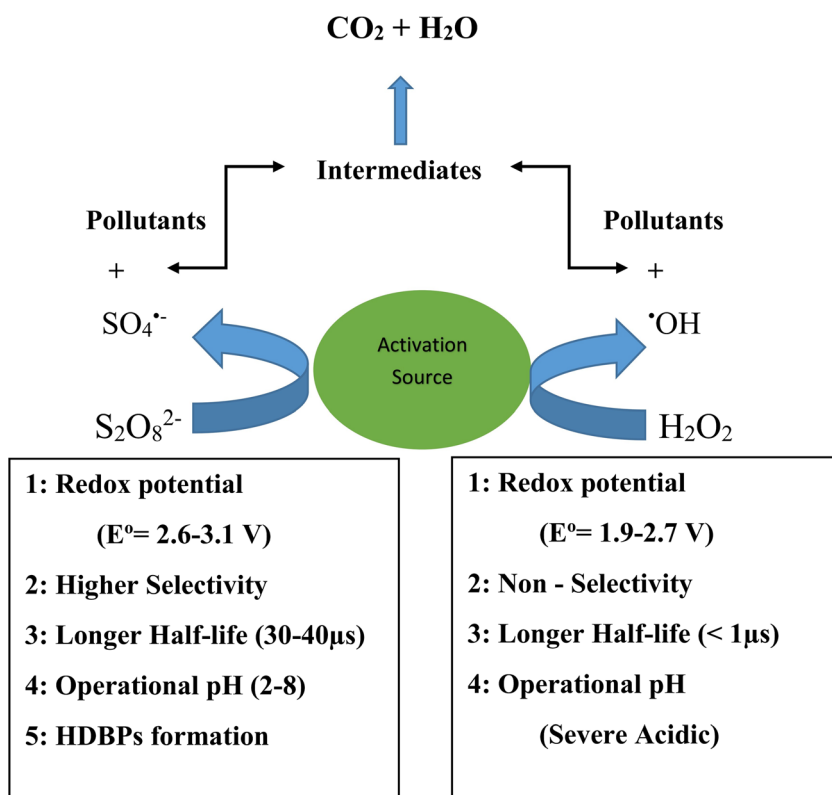 CO₂ + H₂O
Intermediates
Pollutants
+
SO₄•-
S₂O₈²⁻
Pollutants
+
•OH
H₂O₂
Activation
Source
1: Redox potential
(Eº= 2.6-3.1 V)
2: Higher Selectivity
3: Longer Half-life (30-40µs)
4: Operational pH (2-8)
5: HDBPs formation
1: Redox potential
(Eº= 1.9-2.7 V)
2: Non - Selectivity
3: Longer Half-life (< 1µs)
4: Operational pH
(Severe Acidic)